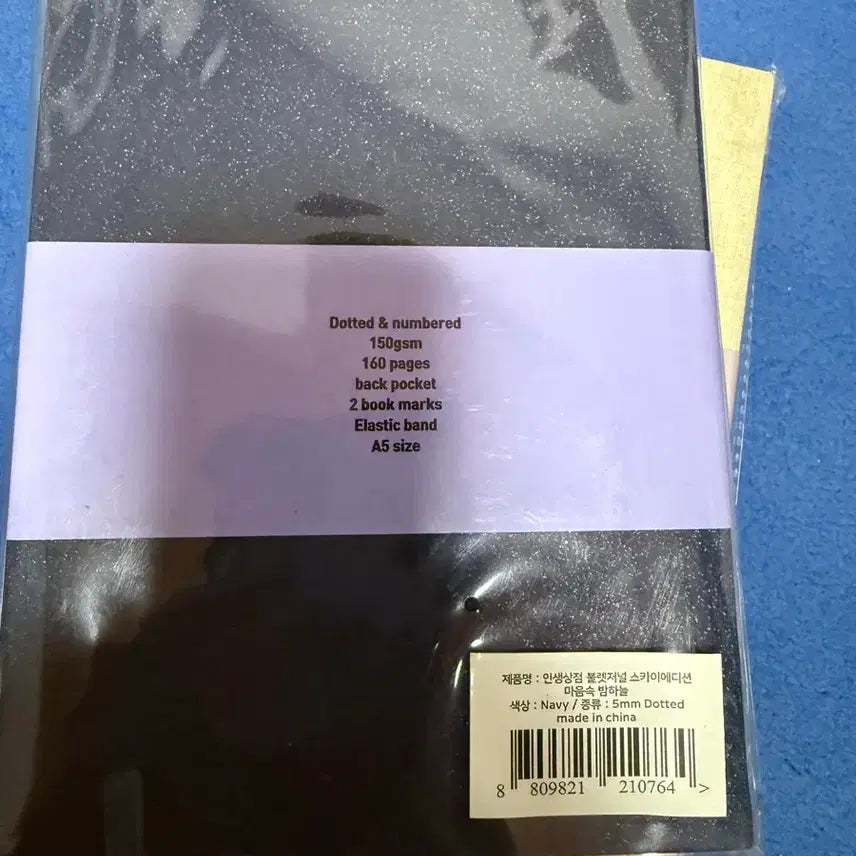 Dotted & numbered
150gsm
160 pages
back pocket
2 book marks
Elastic band
A5 size
제품명 : 인생상점 불렛저널 스카이에디션
마음속 밤하늘
색상 : Navy / 종류 : 5mm Dotted
made in china
8 809821 210764 >